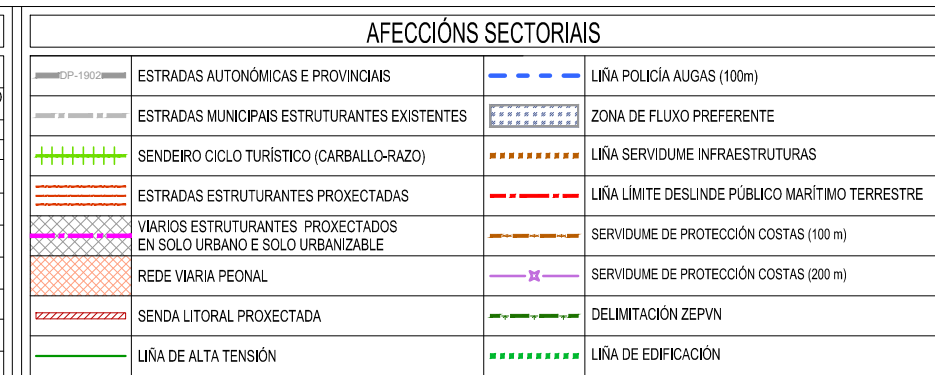 AFECCIÓNS SECTORIAIS
DP-1902
ESTRADAS AUTONÓMICAS E PROVINCIAIS
LIÑA POLICÍA AUGAS (100m)
ESTRADAS MUNICIPAIS ESTRUTURANTES EXISTENTES
ZONA DE FLUXO PREFERENTE
SENDEIRO CICLO TURÍSTICO (CARBALLO-RAZO)
LIÑA SERVIDUME INFRAESTRUTURAS
ESTRADAS ESTRUTURANTES PROXECTADAS
LIÑA LÍMITE DESLINDE PÚBLICO MARÍTIMO TERRESTRE
VIARIOS ESTRUTURANTES PROXECTADOS
EN SOLO URBANO E SOLO URBANIZABLE
SERVIDUME DE PROTECCIÓN COSTAS (100 m)
REDE VIARIA PEONAL
SERVIDUME DE PROTECCIÓN COSTAS (200 m)
SENDA LITORAL PROXECTADA
DELIMITACIÓN ZEPVN
LIÑA DE ALTA TENSIÓN
LIÑA DE EDIFICACIÓN